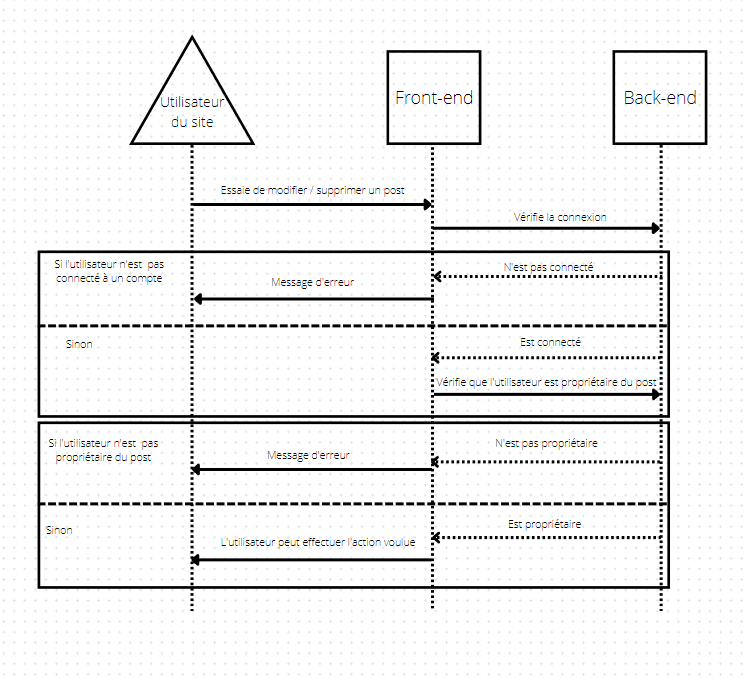 Utilisateur
du site
Front-end
Back-end
Essaie de modifier / supprimer un post
Vérifie la connexion
Si l'utilisateur n'est pas
connecté à un compte
N'est pas connecté
Message d'erreur
Sinon
Est connecté
Vérifie que l'utilisateur est propriétaire du post
Si l'utilisateur n'est pas
propriétaire du post
N'est pas propriétaire
Message d'erreur
Sinon
Est propriétaire
L'utilisateur peut effectuer l'action voulue